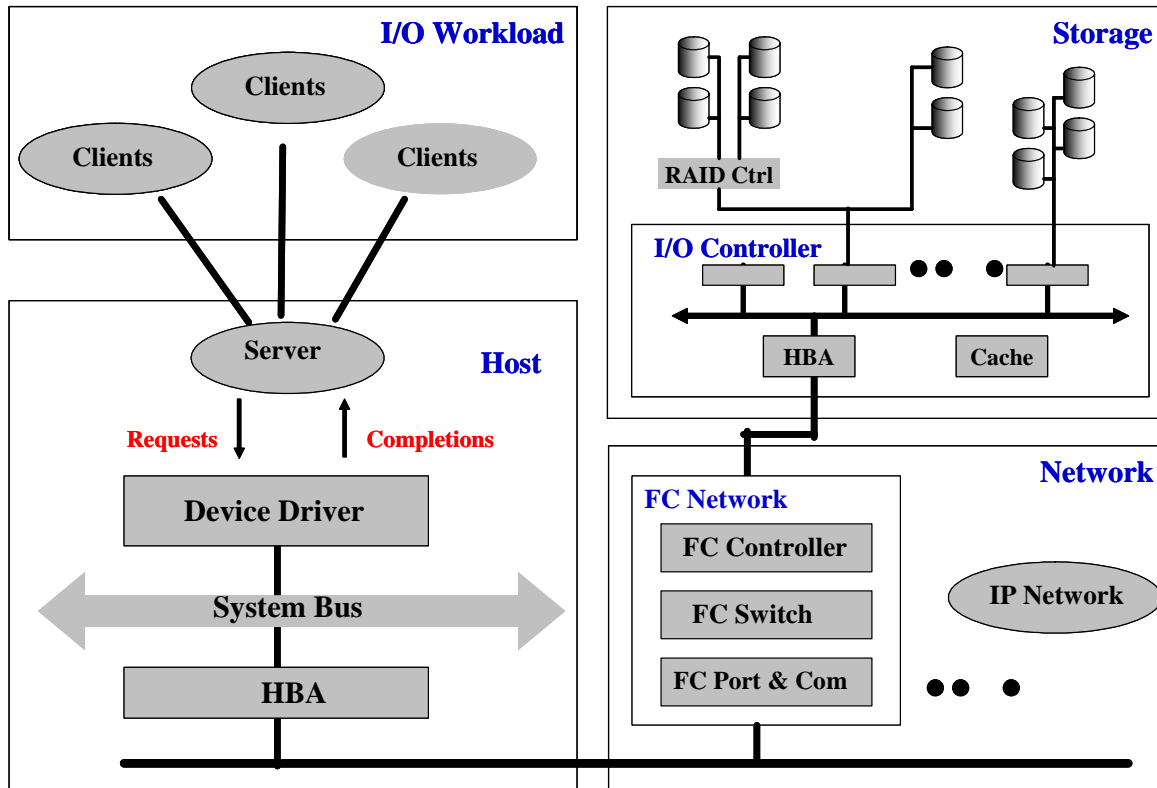 I/O Workload
Clients
Clients
Clients
Server
Host
Requests
Completions
Device Driver
System Bus
HBA
Storage
RAID Ctrl
I/O Controller
HBA
Cache
Network
FC Network
FC Controller
FC Switch
FC Port & Com
IP Network